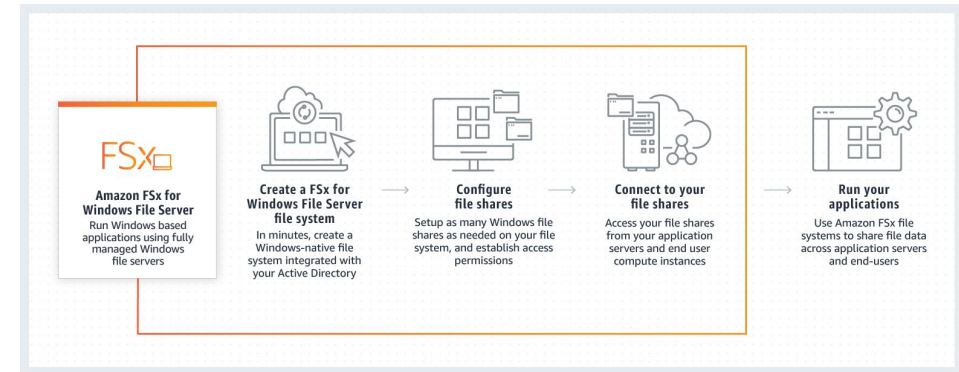 FSx
Amazon FSx for
Windows File Server
Run Windows based
applications using fully
managed Windows
file servers
Create a FSx for
Windows File Server
file system
In minutes, create a
Windows-native file
system integrated with
your Active Directory
Configure
file shares
Setup as many Windows file
shares as needed on your file
system, and establish access
permissions
Connect to your
file shares
Access your file shares
from your application
servers and end user
compute instances
Run your
applications
Use Amazon FSx file
systems to share file data
across application servers
and end-users